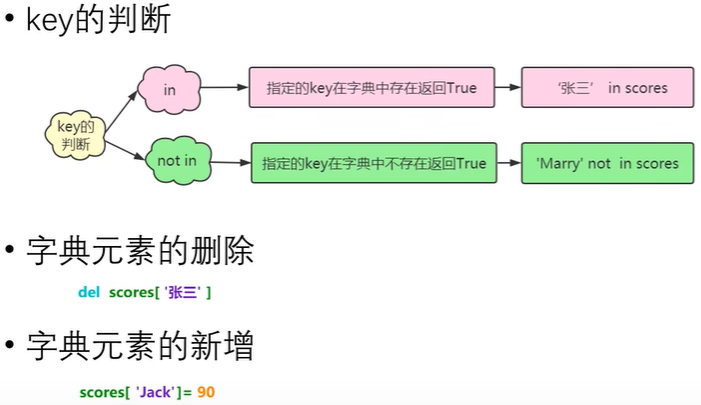 • key的判断
key的
判断
in
指定的key在字典中存在返回True
‘张三’ in scores
not in
指定的key在字典中不存在返回True
'Marry' not in scores
• 字典元素的删除
del scores[ '张三' ]
• 字典元素的新增
scores[ 'Jack']= 90